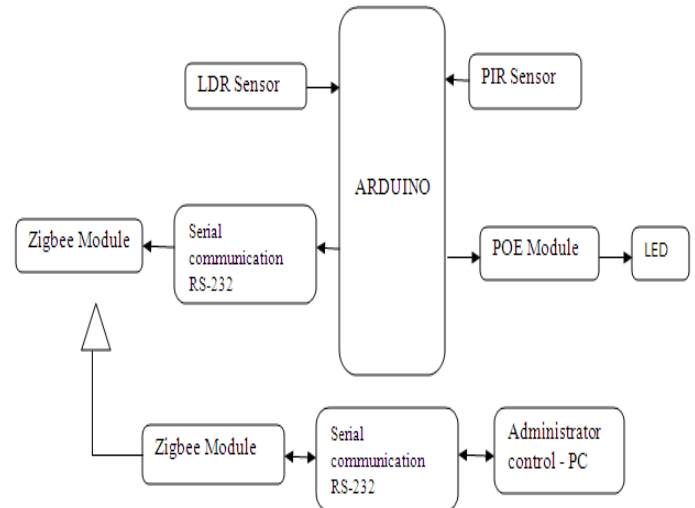 LDR Sensor
PIR Sensor
ARDUINO
Zigbee Module
Serial
communication
RS-232
POE Module
LED
Zigbee Module
Serial
communication
RS-232
Administrator
control - PC